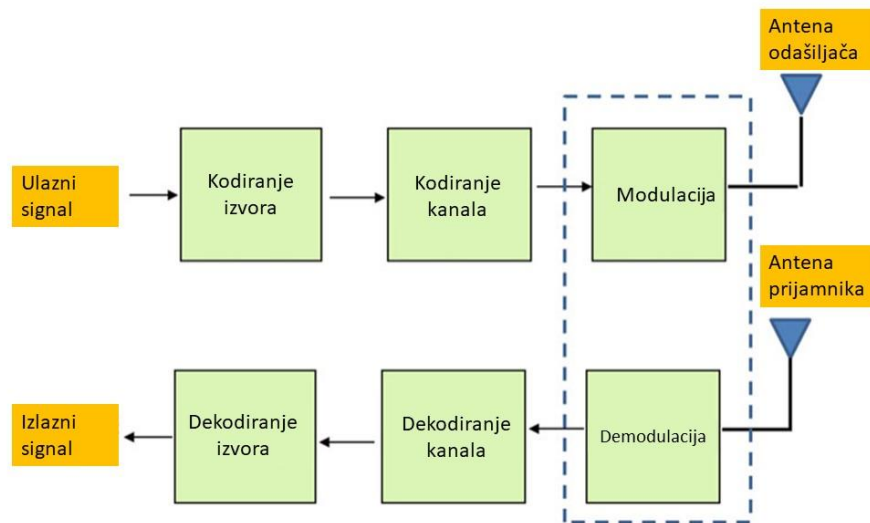 Antena
odašiljača
Ulazni
signal
Kodiranje
izvora
Kodiranje
kanala
Modulacija
Antena
prijamnika
Izlazni
signal
Dekodiranje
izvora
Dekodiranje
kanala
Demodulacija